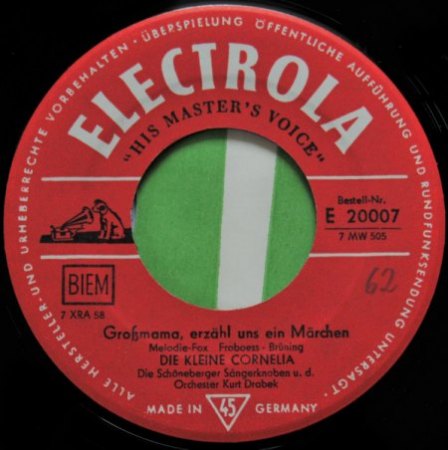 ALLE HERSTELLER- UND URHEBERRECHTE VORBEHALTEN · ÜBERSPIELUNG ÖFFENTLICHE AUFFÜHRUNG UND RUNDFUNKSENDUNG UNTERSAGT ·
ELECTROLA
"HIS MASTER'S VOICE"
Bestell-Nr.
E 20007
7 MW 505
BIEM
7 XRA 58
62
Großmama, erzähl uns ein Märchen
Melodie-Fox Froboess - Brüning
DIE KLEINE CORNELIA
Die Schöneberger Sängerknaben u. d.
Orchester Kurt Drabek
MADE IN 45 GERMANY